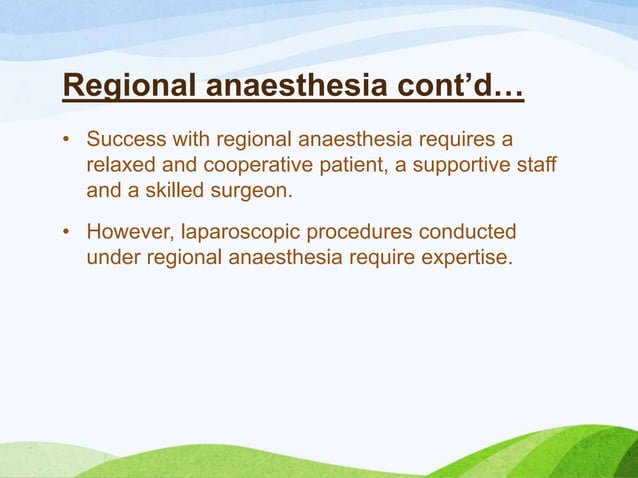 Regional anaesthesia cont’d…
• Success with regional anaesthesia requires a
relaxed and cooperative patient, a supportive staff
and a skilled surgeon.
• However, laparoscopic procedures conducted
under regional anaesthesia require expertise.